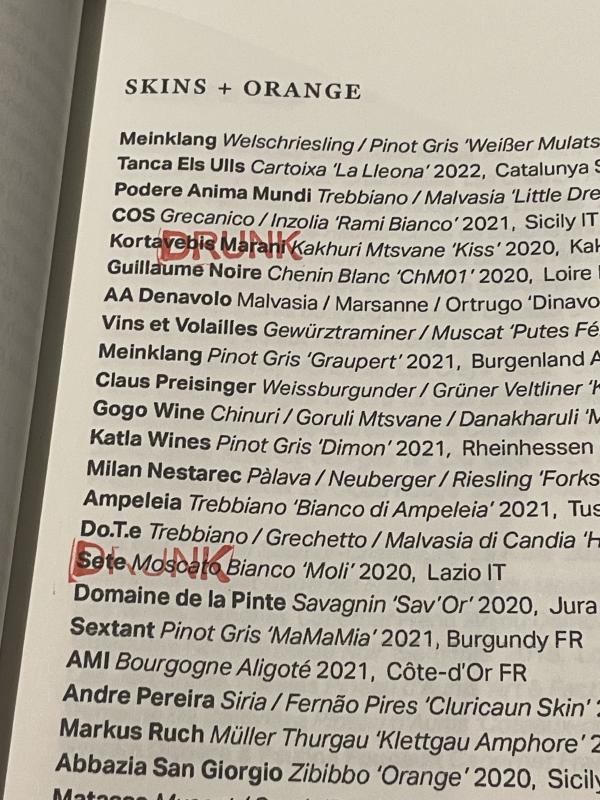 SKINS + ORANGE
Meinklang Welschriesling / Pinot Gris 'Weißer Mulats
Tanca Els Ulls Cartoixa 'La Lleona' 2022, Catalunya S
Podere Anima Mundi Trebbiano / Malvasia 'Little Dre
COS Grecanico / Inzolia 'Rami Bianco' 2021, Sicily IT
DRUNK
Kortavebis Marani Kakhuri Mtsvane 'Kiss' 2020, Kak
Guillaume Noire Chenin Blanc 'ChM01' 2020, Loire
AA Denavolo Malvasia / Marsanne / Ortrugo 'Dinavo
Vins et Volailles Gewürztraminer / Muscat 'Putes Fé
Meinklang Pinot Gris 'Graupert' 2021, Burgenland A
Claus Preisinger Weissburgunder / Grüner Veltliner 'K
Gogo Wine Chinuri / Goruli Mtsvane / Danakharuli 'M
Katla Wines Pinot Gris 'Dimon' 2021, Rheinhessen
Milan Nestarec Pàlava / Neuberger / Riesling 'Forks
Ampeleia Trebbiano 'Bianco di Ampeleia' 2021, Tus
Do.T.e Trebbiano / Grechetto / Malvasia di Candia 'H
DRUNK
Sete Moscato Bianco 'Moli' 2020, Lazio IT
Domaine de la Pinte Savagnin 'Sav'Or' 2020, Jura
Sextant Pinot Gris 'MaMaMia' 2021, Burgundy FR
AMI Bourgogne Aligoté 2021, Côte-d'Or FR
Andre Pereira Siria / Fernão Pires 'Cluricaun Skin' 2
Markus Ruch Müller Thurgau 'Klettgau Amphore' 2
Abbazia San Giorgio Zibibbo 'Orange' 2020, Sicily